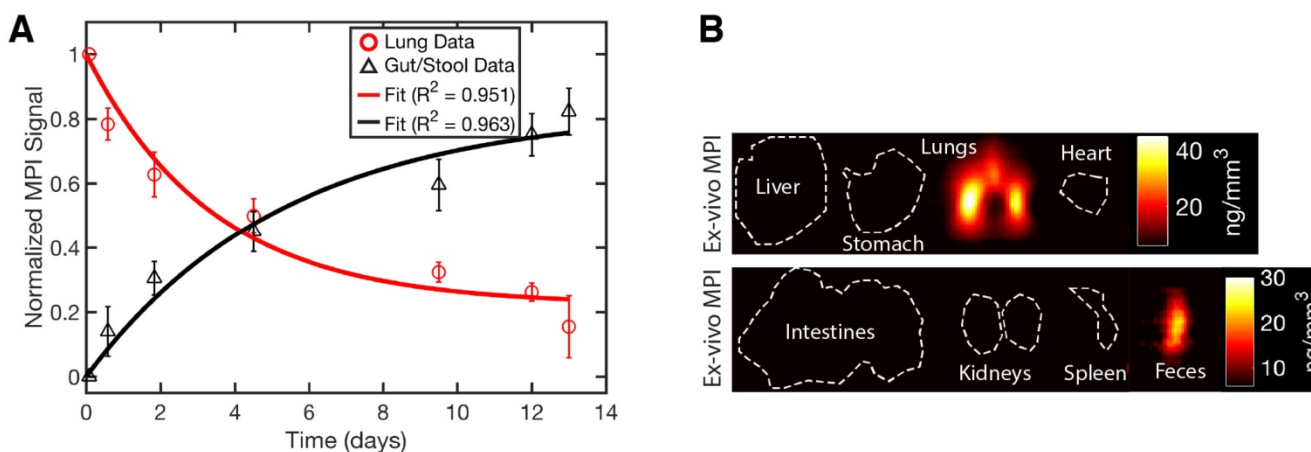 A
Normalized MPI Signal
1
0.8
0.6
0.4
0.2
0
0 2 4 6 8 10 12 14
Time (days)
Lung Data
Gut/Stool Data
Fit (R² = 0.951)
Fit (R² = 0.963)
B
Ex-vivo MPI
Liver
Stomach
Lungs
Heart
40
20
ng/mm³
Ex-vivo MPI
Intestines
Kidneys
Spleen
Feces
30
20
10
ng/mm³